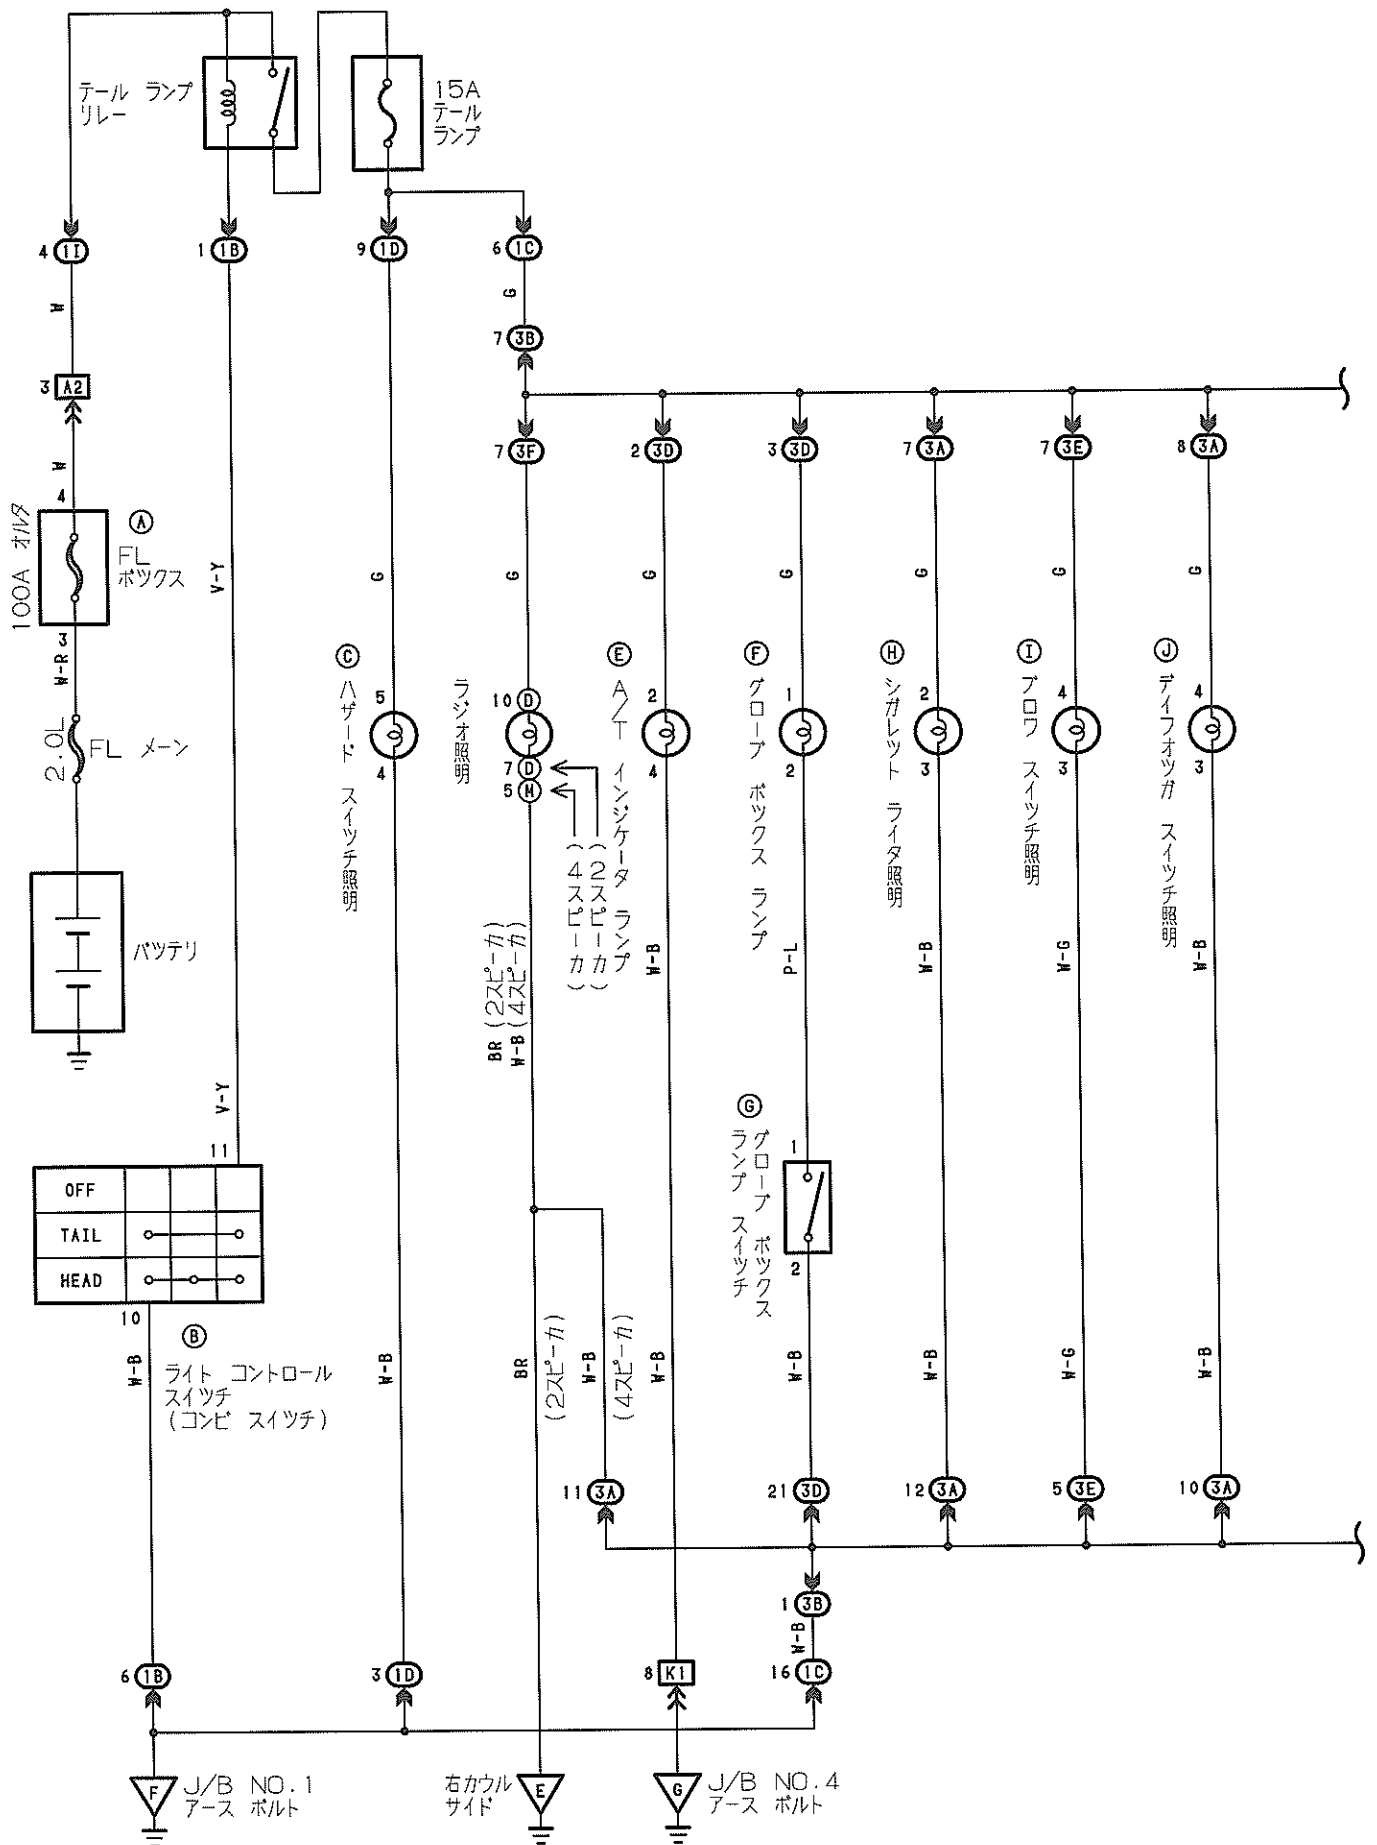 テール ランプ
リレー
15A
テール
ランプ
4 1I
1 1B
9 1D
6 1C
W
G
7 3B
3 A2
7 3F
2 3D
3 3D
7 3A
7 3E
8 3A
W
4
100A オルタ
A
FL
ボックス
3
W-R
2.0L
FL メーン
バッテリ
V-Y
V-Y
G
G
G
G
G
G
G
C
ハザード スイッチ照明
5
4
ラジオ照明
10 D
7 D
5 M
(2スピーカ)
(4スピーカ)
E
A/T インジケータ ランプ
2
4
F
グローブ ボックス ランプ
1
2
H
シガレット ライタ照明
2
3
I
ブロワ スイッチ照明
4
3
J
デイフオツガ スイッチ照明
4
3
BR (2スピーカ)
W-B (4スピーカ)
W-B
P-L
W-B
W-G
W-B
11
OFF
TAIL
HEAD
10
B
ライト コントロール
スイッチ
(コンビ スイッチ)
W-B
W-B
G
グローブ ボックス
ランプ スイッチ
1
2
BR
(2スピーカ)
W-B
(4スピーカ)
W-B
W-B
W-B
W-G
W-B
11 3A
21 3D
12 3A
5 3E
10 3A
1 3B
W-B
6 1B
3 1D
8 K1
16 1C
F
J/B NO.1
アース ボルト
右カウル
サイド
E
G
J/B NO.4
アース ボルト